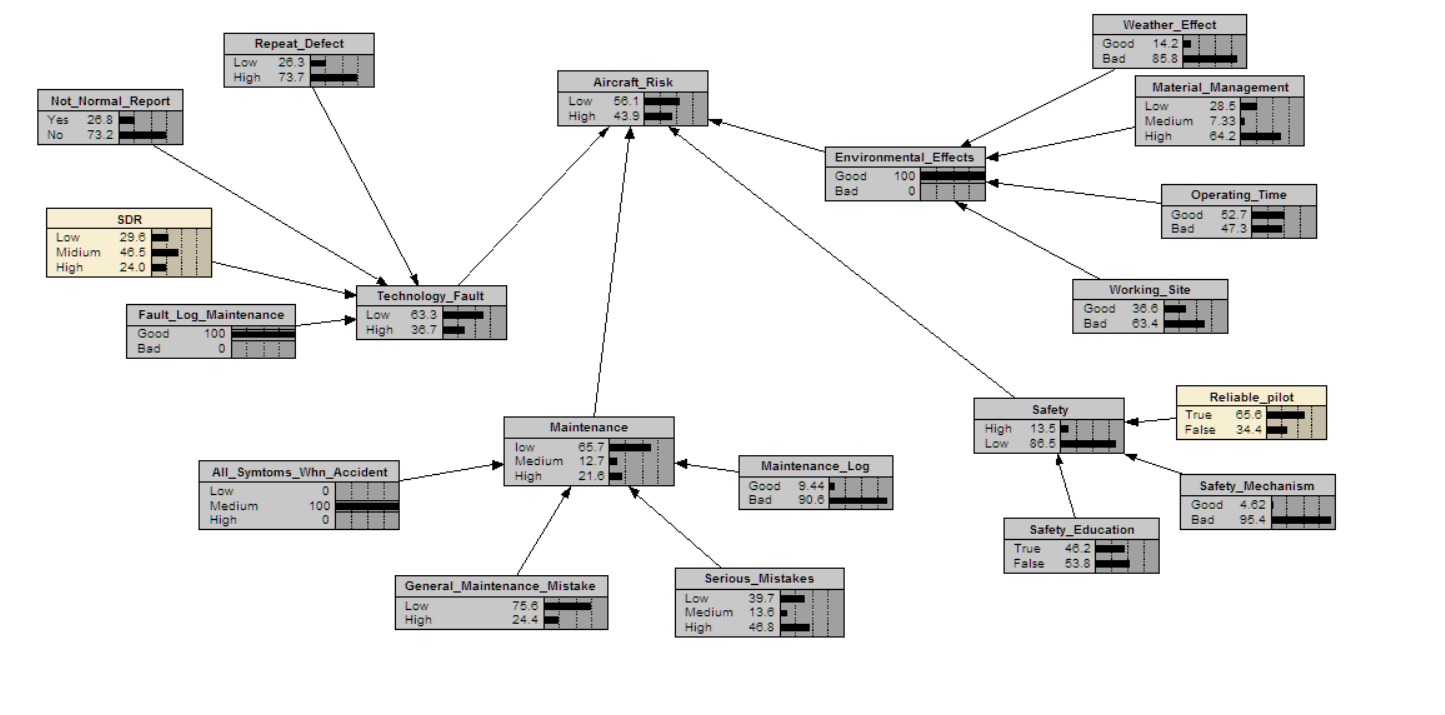 Weather_Effect
Good 14.2
Bad 85.8
Repeat_Defect
Low 26.3
High 73.7
Aircraft_Risk
Low 56.1
High 43.9
Material_Management
Low 28.5
Medium 7.33
High 64.2
Not_Normal_Report
Yes 26.8
No 73.2
Environmental_Effects
Good 100
Bad 0
Operating_Time
Good 52.7
Bad 47.3
SDR
Low 29.6
Midium 46.5
High 24.0
Working_Site
Good 36.6
Bad 63.4
Technology_Fault
Low 63.3
High 36.7
Fault_Log_Maintenance
Good 100
Bad 0
Reliable_pilot
True 65.6
False 34.4
Safety
High 13.5
Low 86.5
Maintenance
low 65.7
Medium 12.7
High 21.6
All_Symtoms_Whn_Accident
Low 0
Medium 100
High 0
Maintenance_Log
Good 9.44
Bad 90.6
Safety_Mechanism
Good 4.62
Bad 95.4
Safety_Education
True 46.2
False 53.8
General_Maintenance_Mistake
Low 75.6
High 24.4
Serious_Mistakes
Low 39.7
Medium 13.6
High 46.8